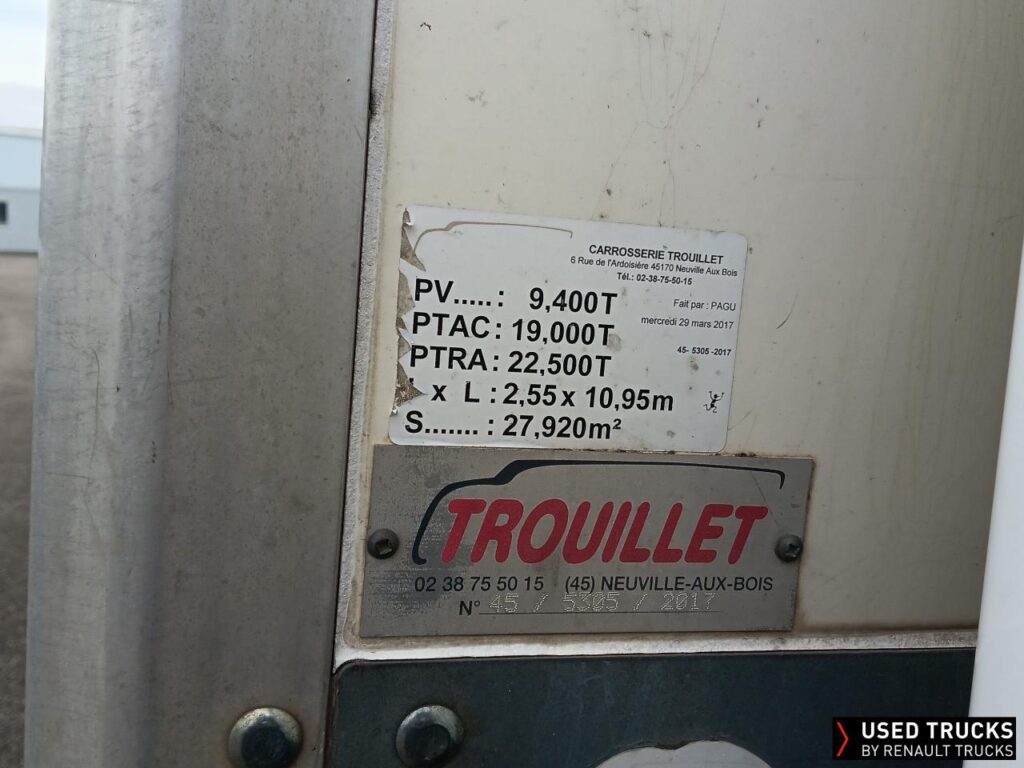 CARROSSERIE TROUILLET
6 Rue de l'Ardoisière 45170 Neuville Aux Bois
Tél.: 02-38-75-50-15
PV.....: 9,400T
Fait par : PAGU
PTAC: 19,000T
mercredi 29 mars 2017
PTRA: 22,500T
45- 5305 -2017
x L : 2,55 x 10,95m
S....... : 27,920m²
TROUILLET
02 38 75 50 15 (45) NEUVILLE-AUX-BOIS
N° 45 / 5305 / 2017
USED TRUCKS
BY RENAULT TRUCKS